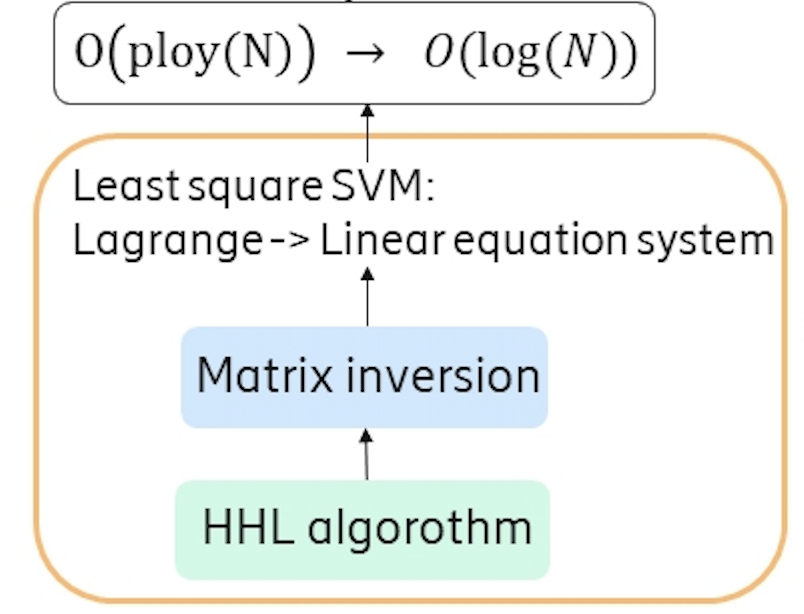 O(ploy(N)) → O(log(N))
Least square SVM:
Lagrange -> Linear equation system
Matrix inversion
HHL algorothm